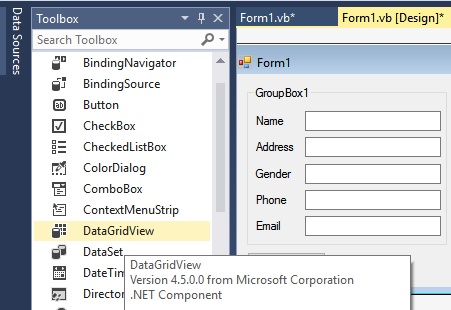 Data Sources
Toolbox
Search Toolbox
BindingNavigator
BindingSource
Button
CheckBox
CheckedListBox
ColorDialog
ComboBox
ContextMenuStrip
DataGridView
DataSet
DateTim
Director
DataGridView
Version 4.5.0.0 from Microsoft Corporation
.NET Component
Form1.vb*
Form1.vb [Design]*
Form1
GroupBox1
Name
Address
Gender
Phone
Email